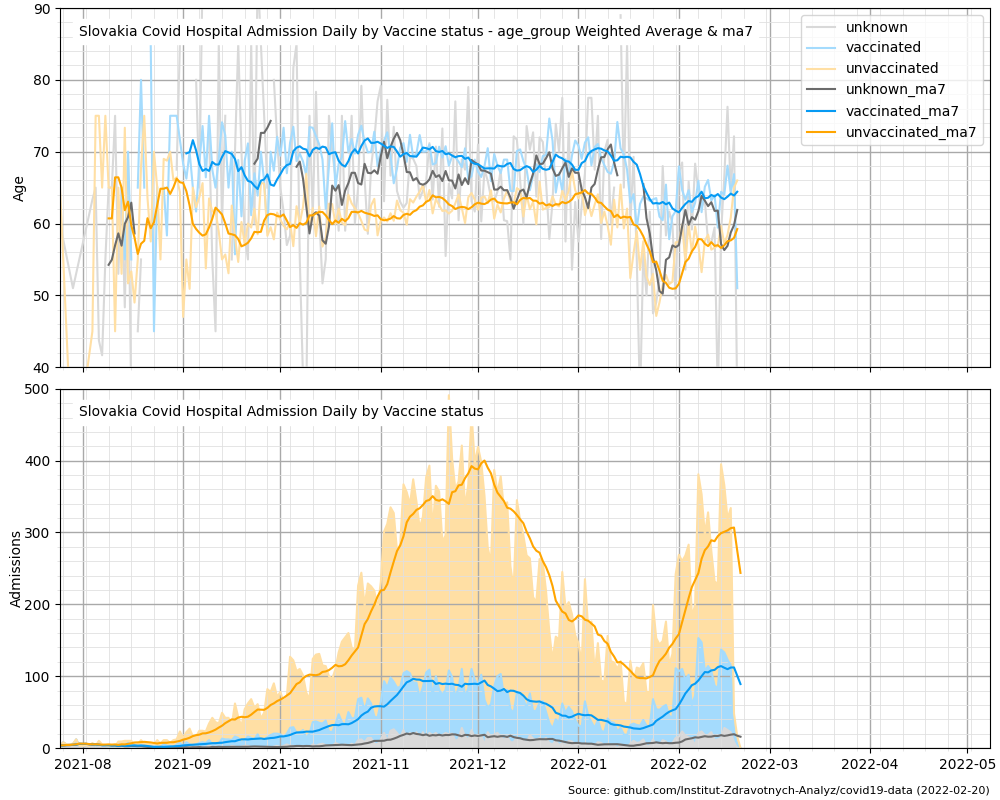 Slovakia Covid Hospital Admission Daily by Vaccine status - age_group Weighted Average & ma7
unknown
vaccinated
unvaccinated
unknown_ma7
vaccinated_ma7
unvaccinated_ma7
90
80
70
60
50
40
Age
Slovakia Covid Hospital Admission Daily by Vaccine status
500
400
300
200
100
0
Admissions
2021-08 2021-09 2021-10 2021-11 2021-12 2022-01 2022-02 2022-03 2022-04 2022-05
Source: github.com/Institut-Zdravotnych-Analyz/covid19-data (2022-02-20)